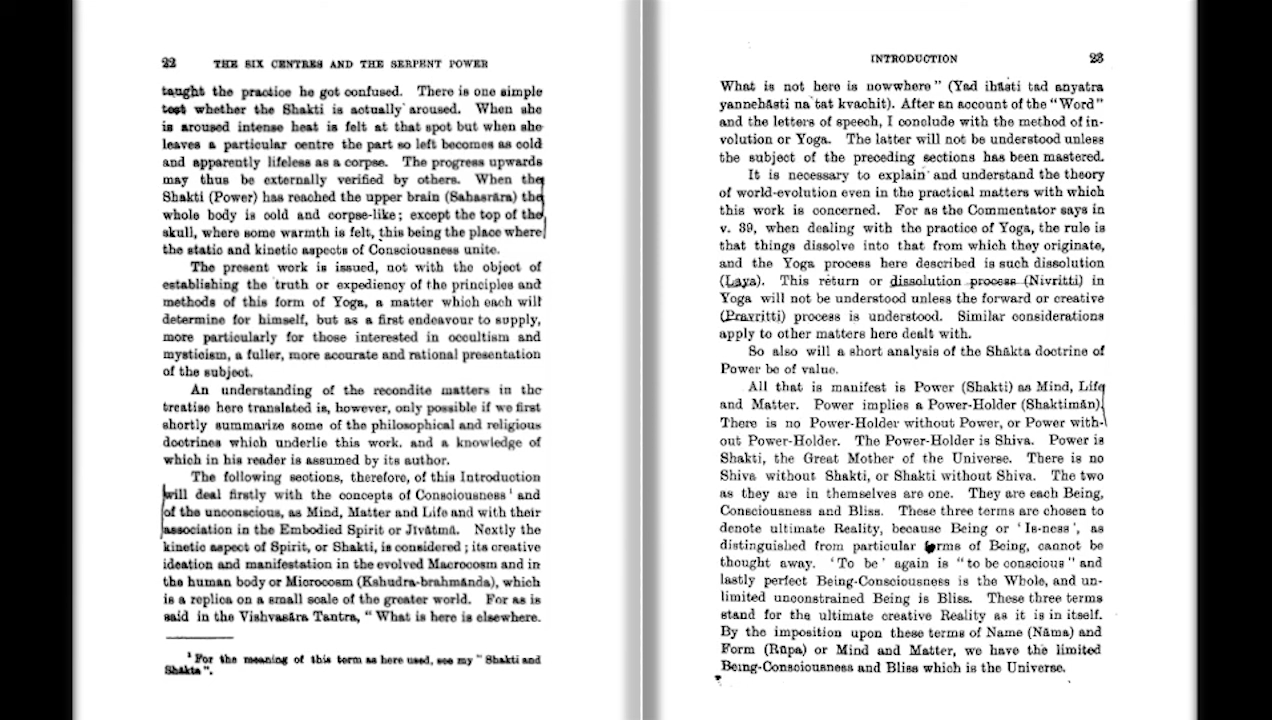 22 THE SIX CENTRES AND THE SERPENT POWER
taught the practice he got confused. There is one simple
test whether the Shakti is actually aroused. When she
is aroused intense heat is felt at that spot but when she
leaves a particular centre the part so left becomes as cold
and apparently lifeless as a corpse. The progress upwards
may thus be externally verified by others. When the
Shakti (Power) has reached the upper brain (Sahasrāra) the
whole body is cold and corpse-like; except the top of the
skull, where some warmth is felt, this being the place where
the static and kinetic aspects of Consciousness unite.
The present work is issued, not with the object of
establishing the truth or expediency of the principles and
methods of this form of Yoga, a matter which each will
determine for himself, but as a first endeavour to supply,
more particularly for those interested in occultism and
mysticism, a fuller, more accurate and rational presentation
of the subject.
An understanding of the recondite matters in the
treatise here translated is, however, only possible if we first
shortly summarize some of the philosophical and religious
doctrines which underlie this work. and a knowledge of
which in his reader is assumed by its author.
The following sections, therefore, of this Introduction
will deal firstly with the concepts of Consciousness ¹ and
of the unconscious, as Mind, Matter and Life and with their
association in the Embodied Spirit or Jīvātmā. Nextly the
kinetic aspect of Spirit, or Shakti, is considered; its creative
ideation and manifestation in the evolved Macrocosm and in
the human body or Microcosm (Kshudra-brahmānda), which
is a replica on a small scale of the greater world. For as is
said in the Vishvasāra Tantra, “ What is here is elsewhere.
¹ For the meaning of this term as here used, see my “ Shakti and
Shākta ”.
INTRODUCTION 23
What is not here is nowhere ” (Yad ihāsti tad anyatra
yannehāsti na tat kvachit). After an account of the “Word”
and the letters of speech, I conclude with the method of in-
volution or Yoga. The latter will not be understood unless
the subject of the preceding sections has been mastered.
It is necessary to explain and understand the theory
of world-evolution even in the practical matters with which
this work is concerned. For as the Commentator says in
v. 39, when dealing with the practice of Yoga, the rule is
that things dissolve into that from which they originate,
and the Yoga process here described is such dissolution
(Laya). This return or dissolution process (Nivritti) in
Yoga will not be understood unless the forward or creative
(Pravritti) process is understood. Similar considerations
apply to other matters here dealt with.
So also will a short analysis of the Shākta doctrine of
Power be of value.
All that is manifest is Power (Shakti) as Mind, Life
and Matter. Power implies a Power-Holder (Shaktimān).
There is no Power-Holder without Power, or Power with-
out Power-Holder. The Power-Holder is Shiva. Power is
Shakti, the Great Mother of the Universe. There is no
Shiva without Shakti, or Shakti without Shiva. The two
as they are in themselves are one. They are each Being,
Consciousness and Bliss. These three terms are chosen to
denote ultimate Reality, because Being or ‘ Is-ness ’, as
distinguished from particular forms of Being, cannot be
thought away. ‘To be’ again is “to be conscious” and
lastly perfect Being-Consciousness is the Whole, and un-
limited unconstrained Being is Bliss. These three terms
stand for the ultimate creative Reality as it is in itself.
By the imposition upon these terms of Name (Nāma) and
Form (Rūpa) or Mind and Matter, we have the limited
Being-Consciousness and Bliss which is the Universe.